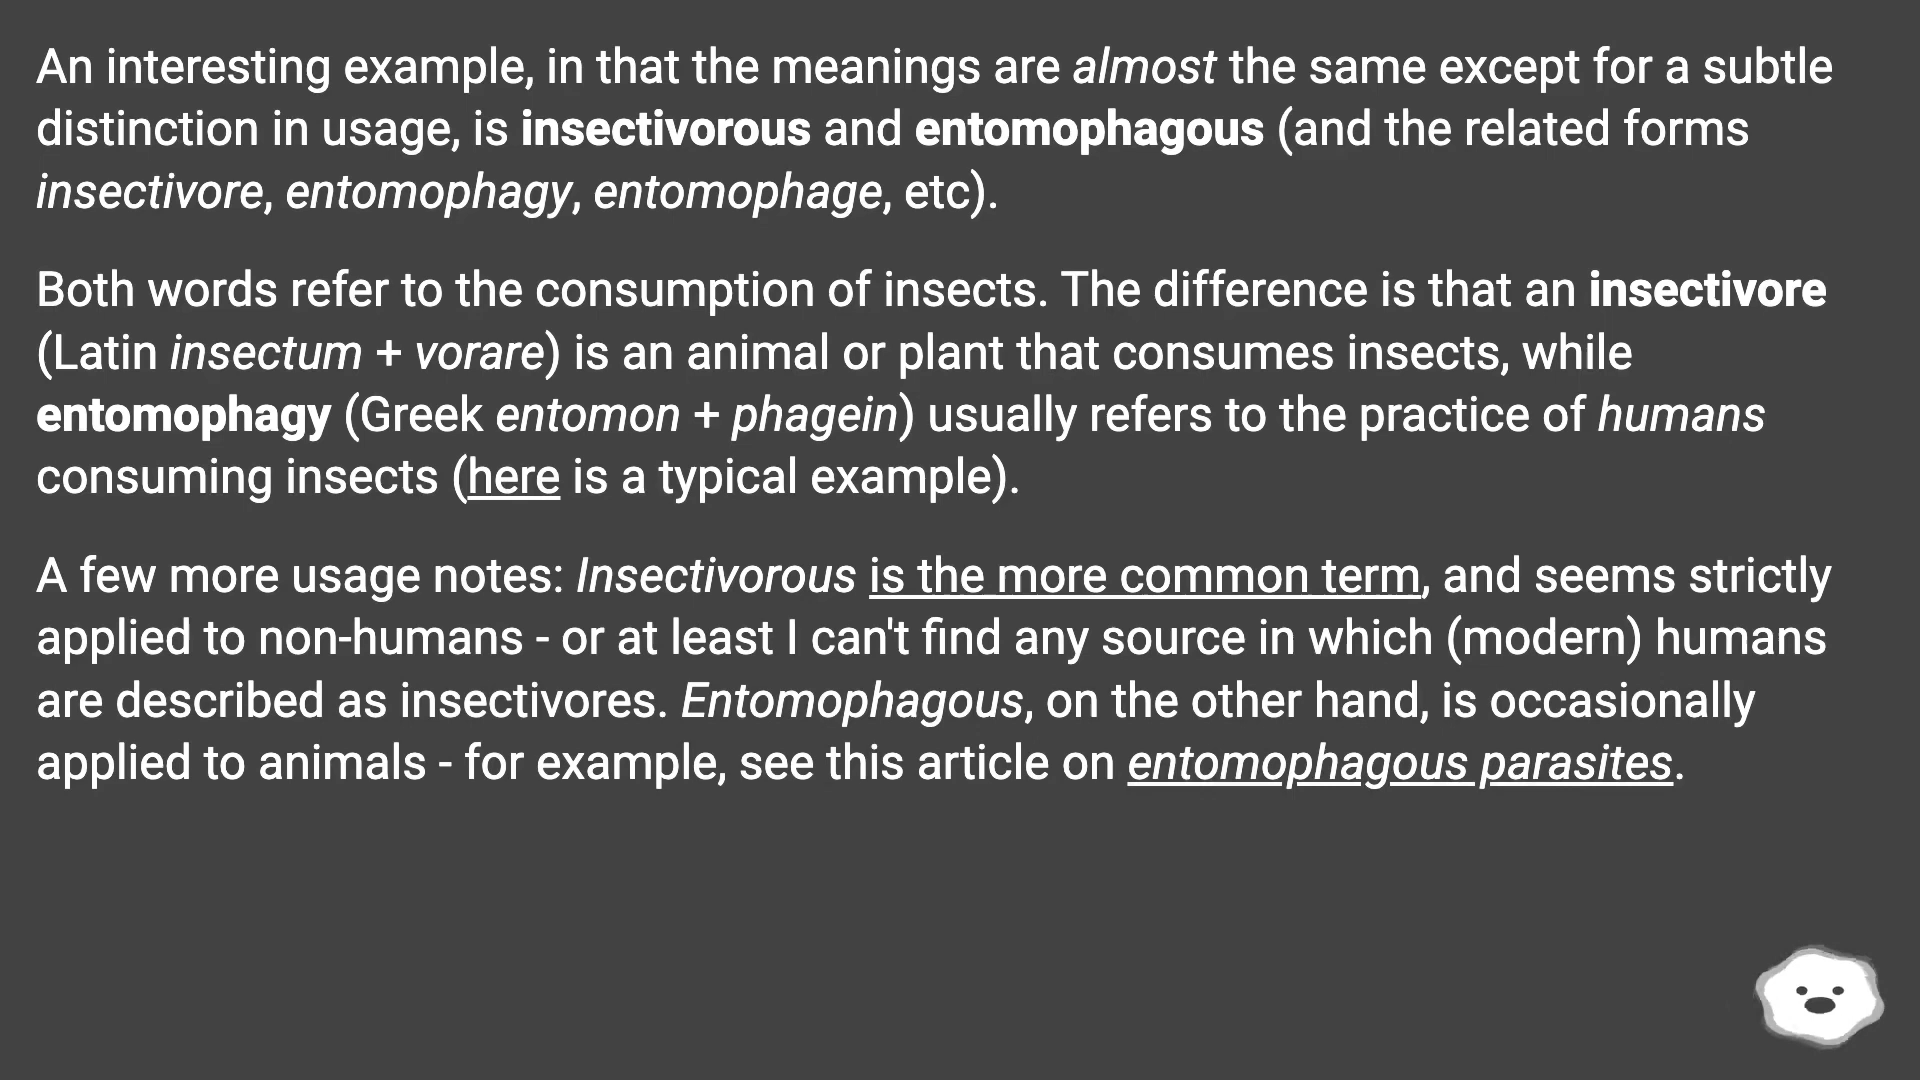 An interesting example, in that the meanings are almost the same except for a subtle
distinction in usage, is insectivorous and entomophagous (and the related forms
insectivore, entomophagy, entomophage, etc).
Both words refer to the consumption of insects. The difference is that an insectivore
(Latin insectum + vorare) is an animal or plant that consumes insects, while
entomophagy (Greek entomon + phagein) usually refers to the practice of humans
consuming insects (here is a typical example).
A few more usage notes: Insectivorous is the more common term, and seems strictly
applied to non-humans - or at least I can't find any source in which (modern) humans
are described as insectivores. Entomophagous, on the other hand, is occasionally
applied to animals - for example, see this article on entomophagous parasites.